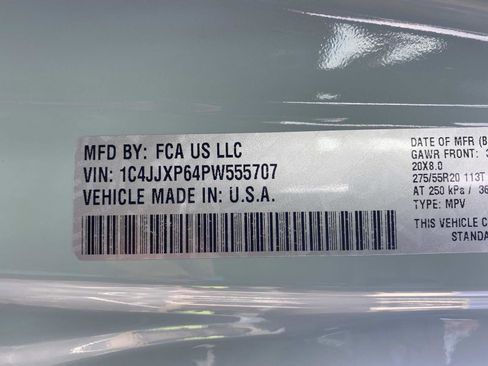 MFD BY: FCA US LLC
VIN: 1C4JJXP64PW555707
VEHICLE MADE IN: U.S.A.
DATE OF MFR
GAWR FRONT:
20X8.0
275/55R20 113T
AT 250 kPa / 36
TYPE: MPV
THIS VEHICLE
STANDA